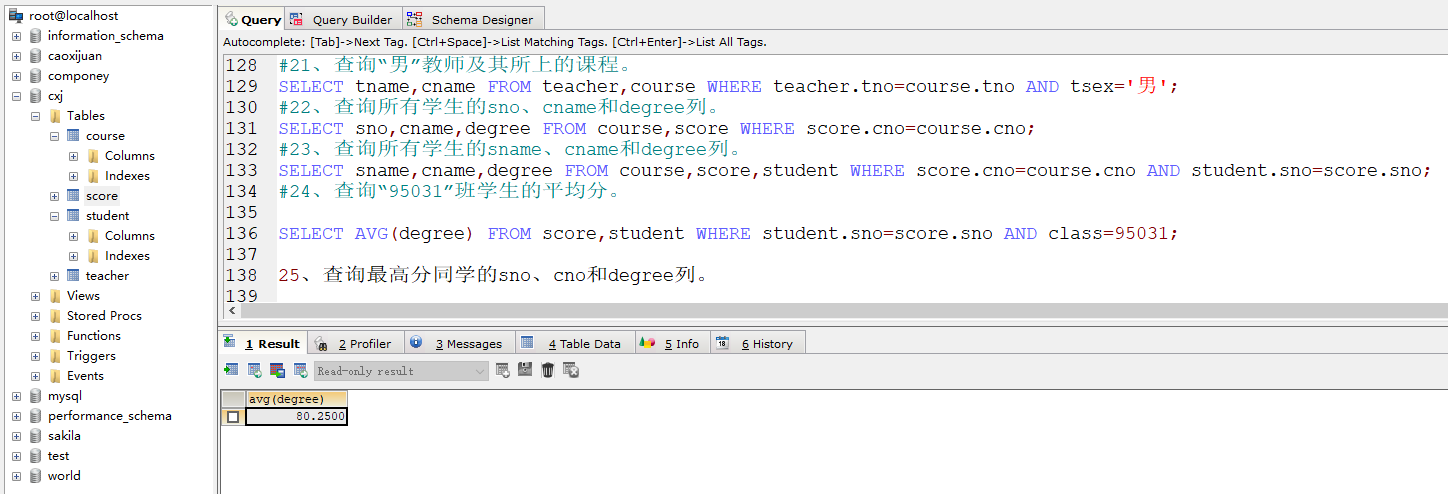 root@localhost
information_schema
caoxijuan
componey
cxj
Tables
course
Columns
Indexes
score
student
Columns
Indexes
teacher
Views
Stored Procs
Functions
Triggers
Events
mysql
performance_schema
sakila
test
world
Query Query Builder Schema Designer
Autocomplete: [Tab]->Next Tag. [Ctrl+Space]->List Matching Tags. [Ctrl+Enter]->List All Tags.
128 #21、查询“男”教师及其所上的课程。
129 SELECT tname,cname FROM teacher,course WHERE teacher.tno=course.tno AND tsex='男';
130 #22、查询所有学生的sno、cname和degree列。
131 SELECT sno,cname,degree FROM course,score WHERE score.cno=course.cno;
132 #23、查询所有学生的sname、cname和degree列。
133 SELECT sname,cname,degree FROM course,score,student WHERE score.cno=course.cno AND student.sno=score.sno;
134 #24、查询“95031”班学生的平均分。
135
136 SELECT AVG(degree) FROM score,student WHERE student.sno=score.sno AND class=95031;
137
138 25、查询最高分同学的sno、cno和degree列。
139
1 Result 2 Profiler 3 Messages 4 Table Data 5 Info 18 6 History
Read-only result
avg(degree)
80.2500